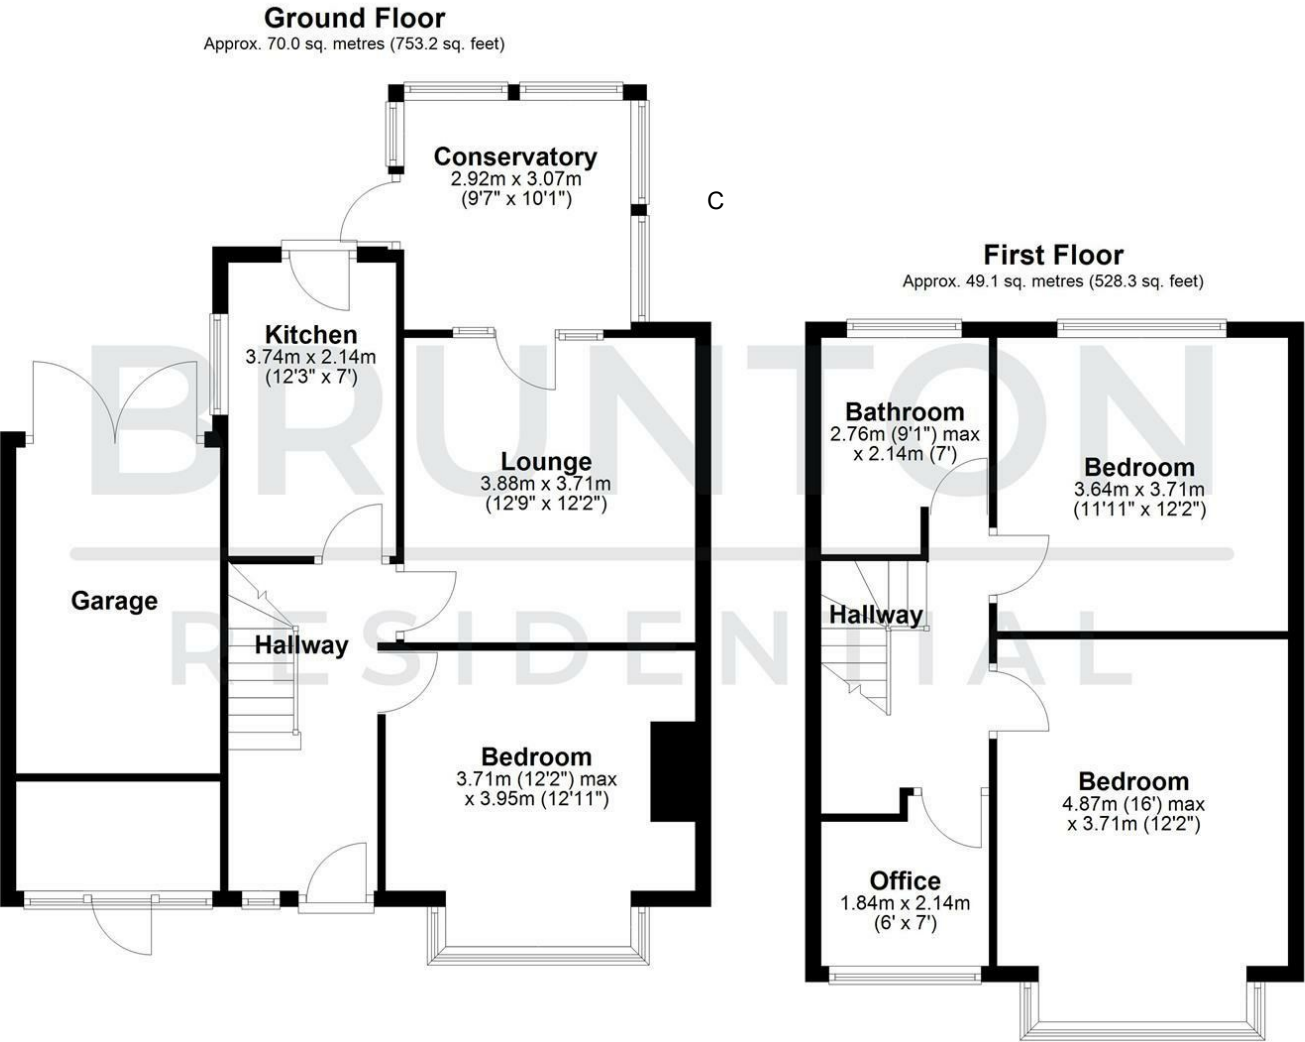 Ground Floor
Approx. 70.0 sq. metres (753.2 sq. feet)
Conservatory
2.92m x 3.07m
(9'7" x 10'1")
C
Kitchen
3.74m x 2.14m
(12'3" x 7')
Lounge
3.88m x 3.71m
(12'9" x 12'2")
Garage
Hallway
Bedroom
3.71m (12'2") max
x 3.95m (12'11")
First Floor
Approx. 49.1 sq. metres (528.3 sq. feet)
Bathroom
2.76m (9'1") max
x 2.14m (7')
Bedroom
3.64m x 3.71m
(11'11" x 12'2")
Hallway
Bedroom
4.87m (16') max
x 3.71m (12'2")
Office
1.84m x 2.14m
(6' x 7')
BRUNTON
RESIDENTIAL